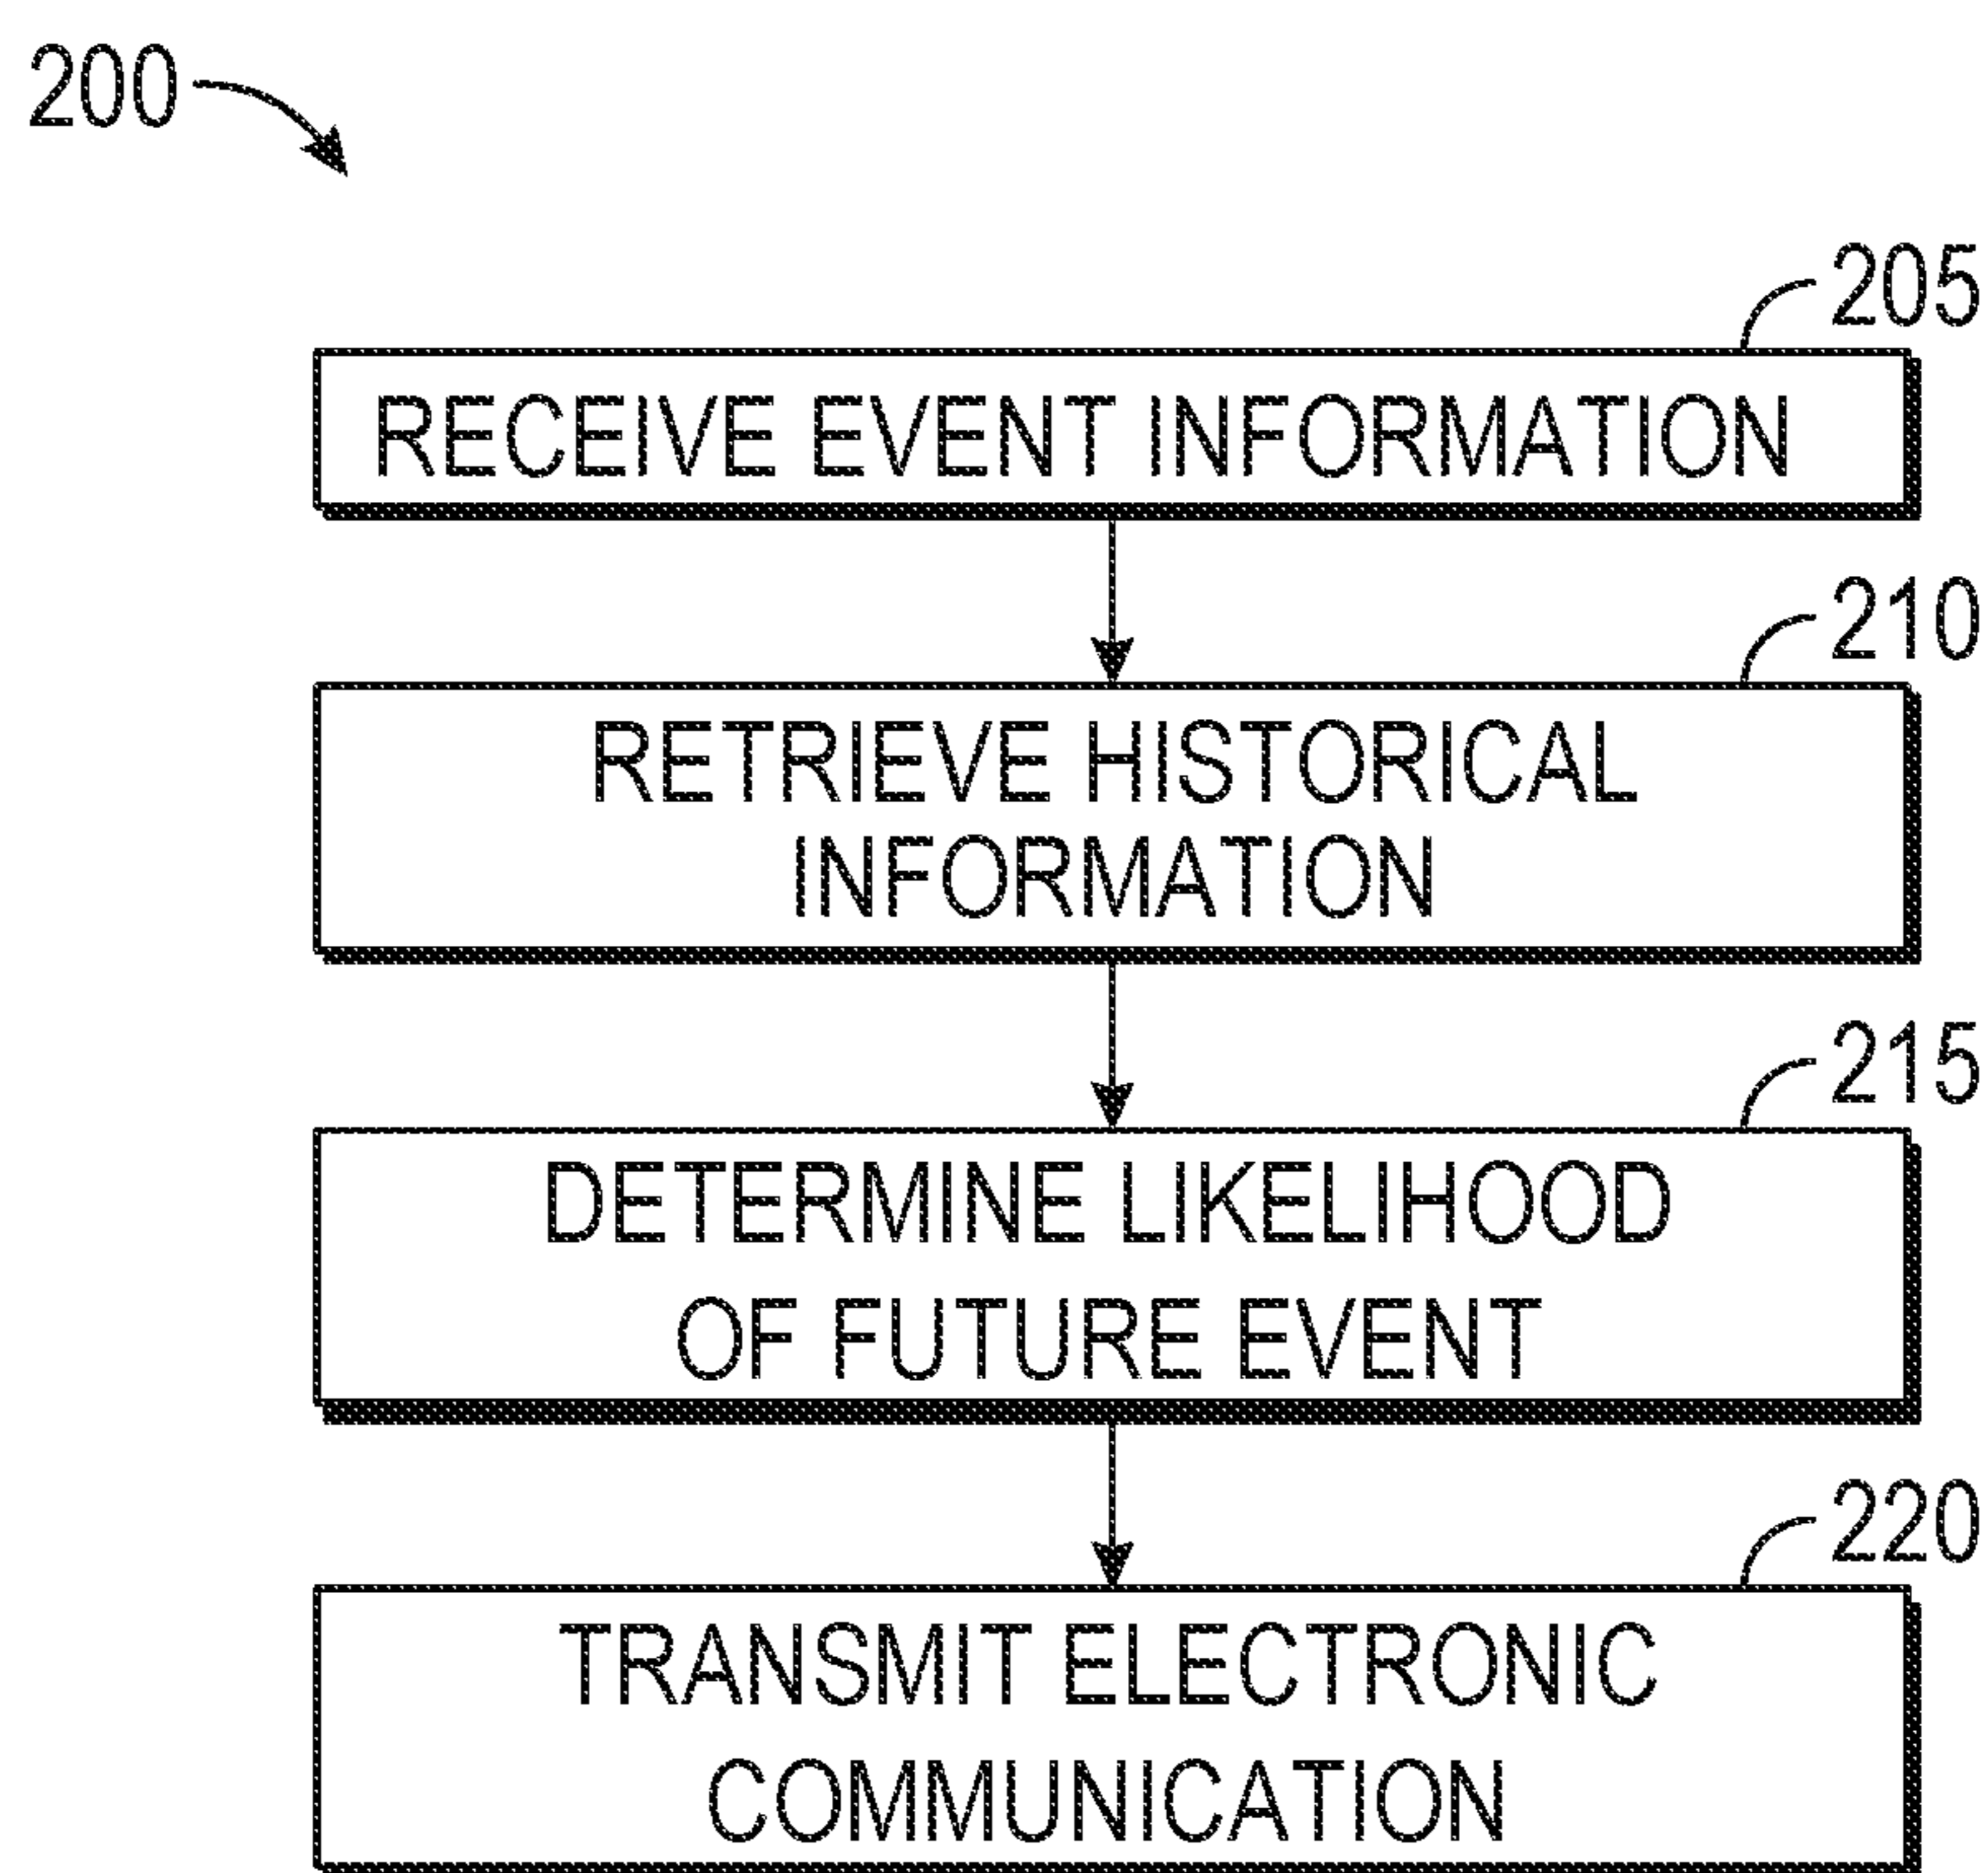 200
205
RECEIVE EVENT INFORMATION
210
RETRIEVE HISTORICAL
INFORMATION
215
DETERMINE LIKELIHOOD
OF FUTURE EVENT
220
TRANSMIT ELECTRONIC
COMMUNICATION